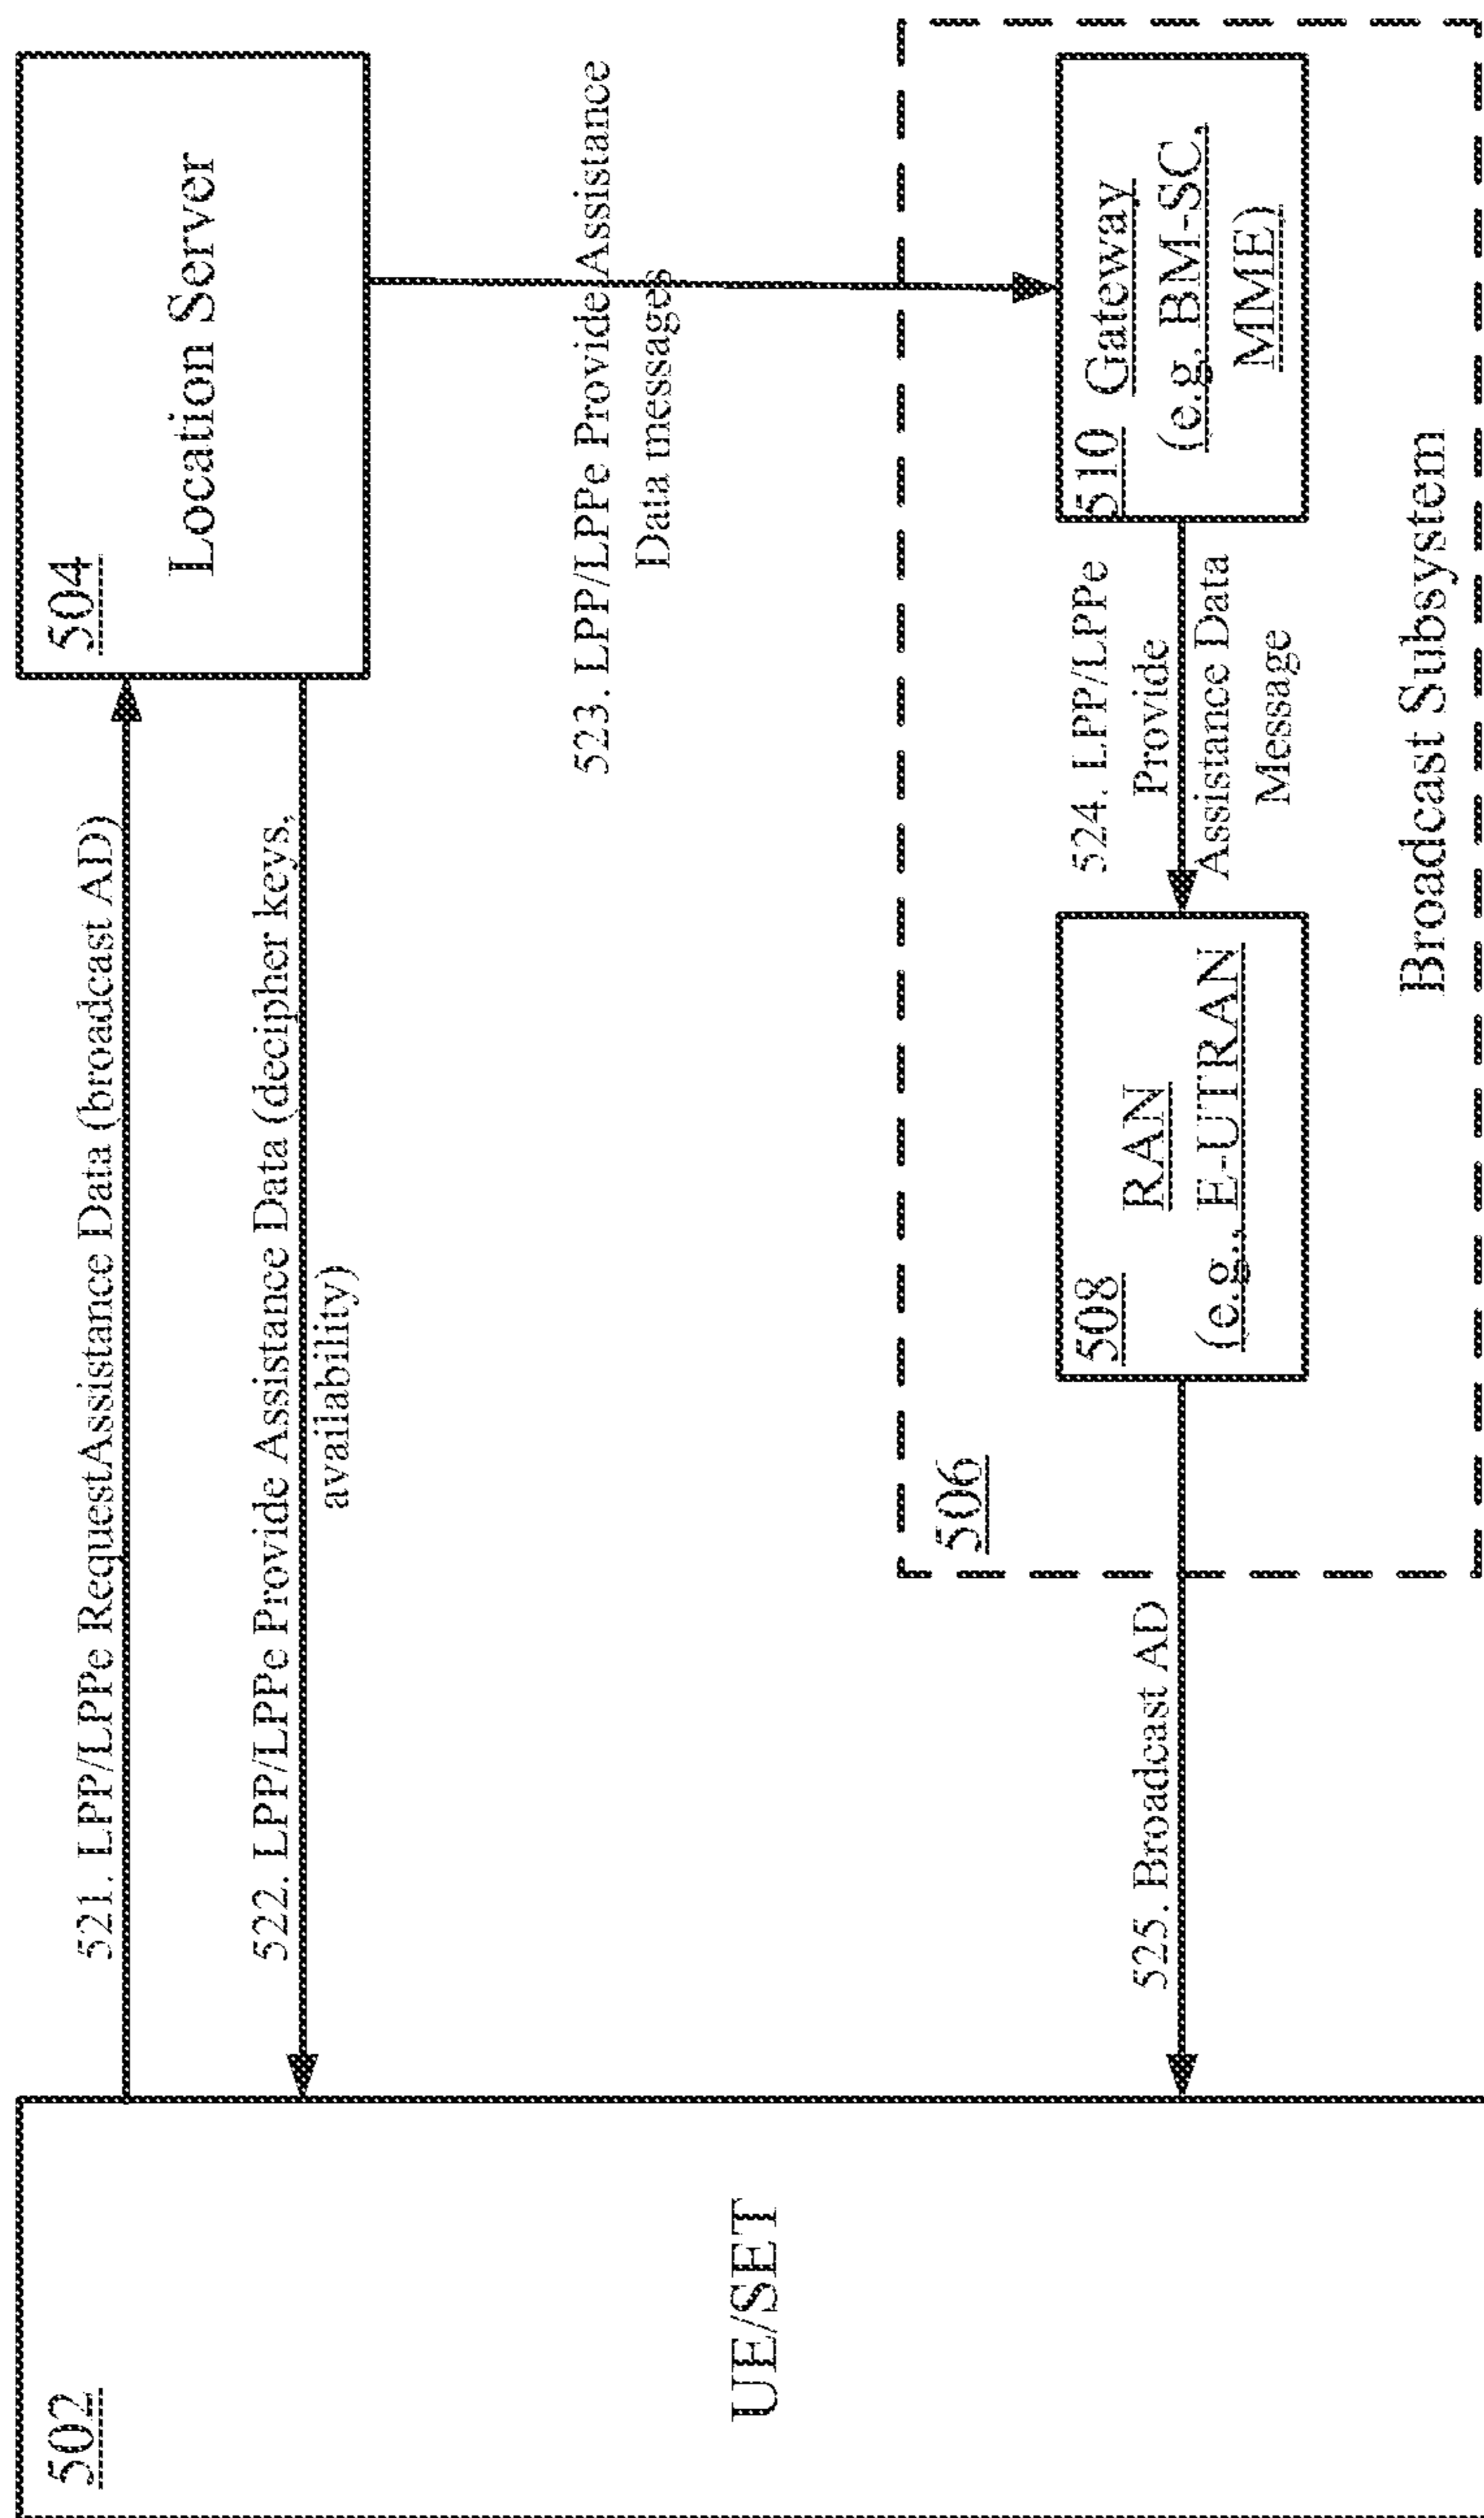 502
UE/SET
521. LPP/LPPe RequestAssistance Data (broadcast AD)
522. LPP/LPPe Provide Assistance Data (decipher keys,
availability)
504
Location Server
523. LPP/LPPe Provide Assistance
Data messages
525. Broadcast AD
506
508
RAN
(e.g., E-UTRAN
524. LPP/LPPe
Provide
Assistance Data
Message
510 Gateway
(e.g. BM-SC,
MME)
Broadcast Subsystem